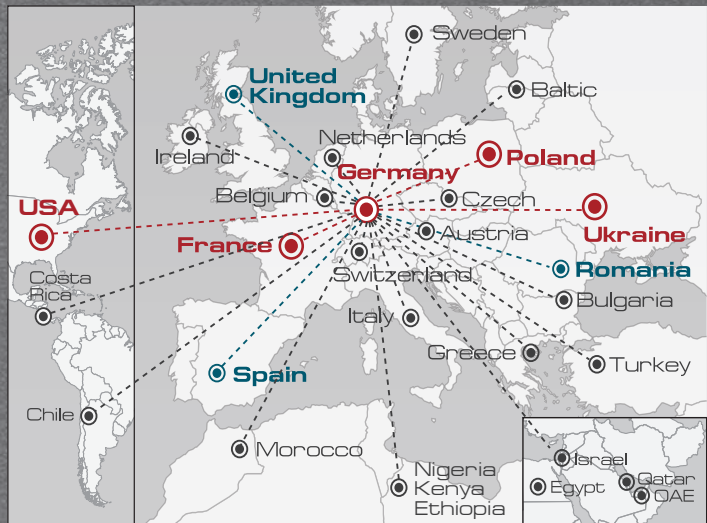 Sweden
United
Kingdom
Baltic
Ireland
Netherlands
Germany
Poland
Belgium
Czech
USA
Ukraine
France
Austria
Switzerland
Romania
Costa
Rica
Bulgaria
Italy
Greece
Turkey
Spain
Chile
Morocco
Israel
Nigeria
Kenya
Ethiopia
Egypt
Qatar
OAE